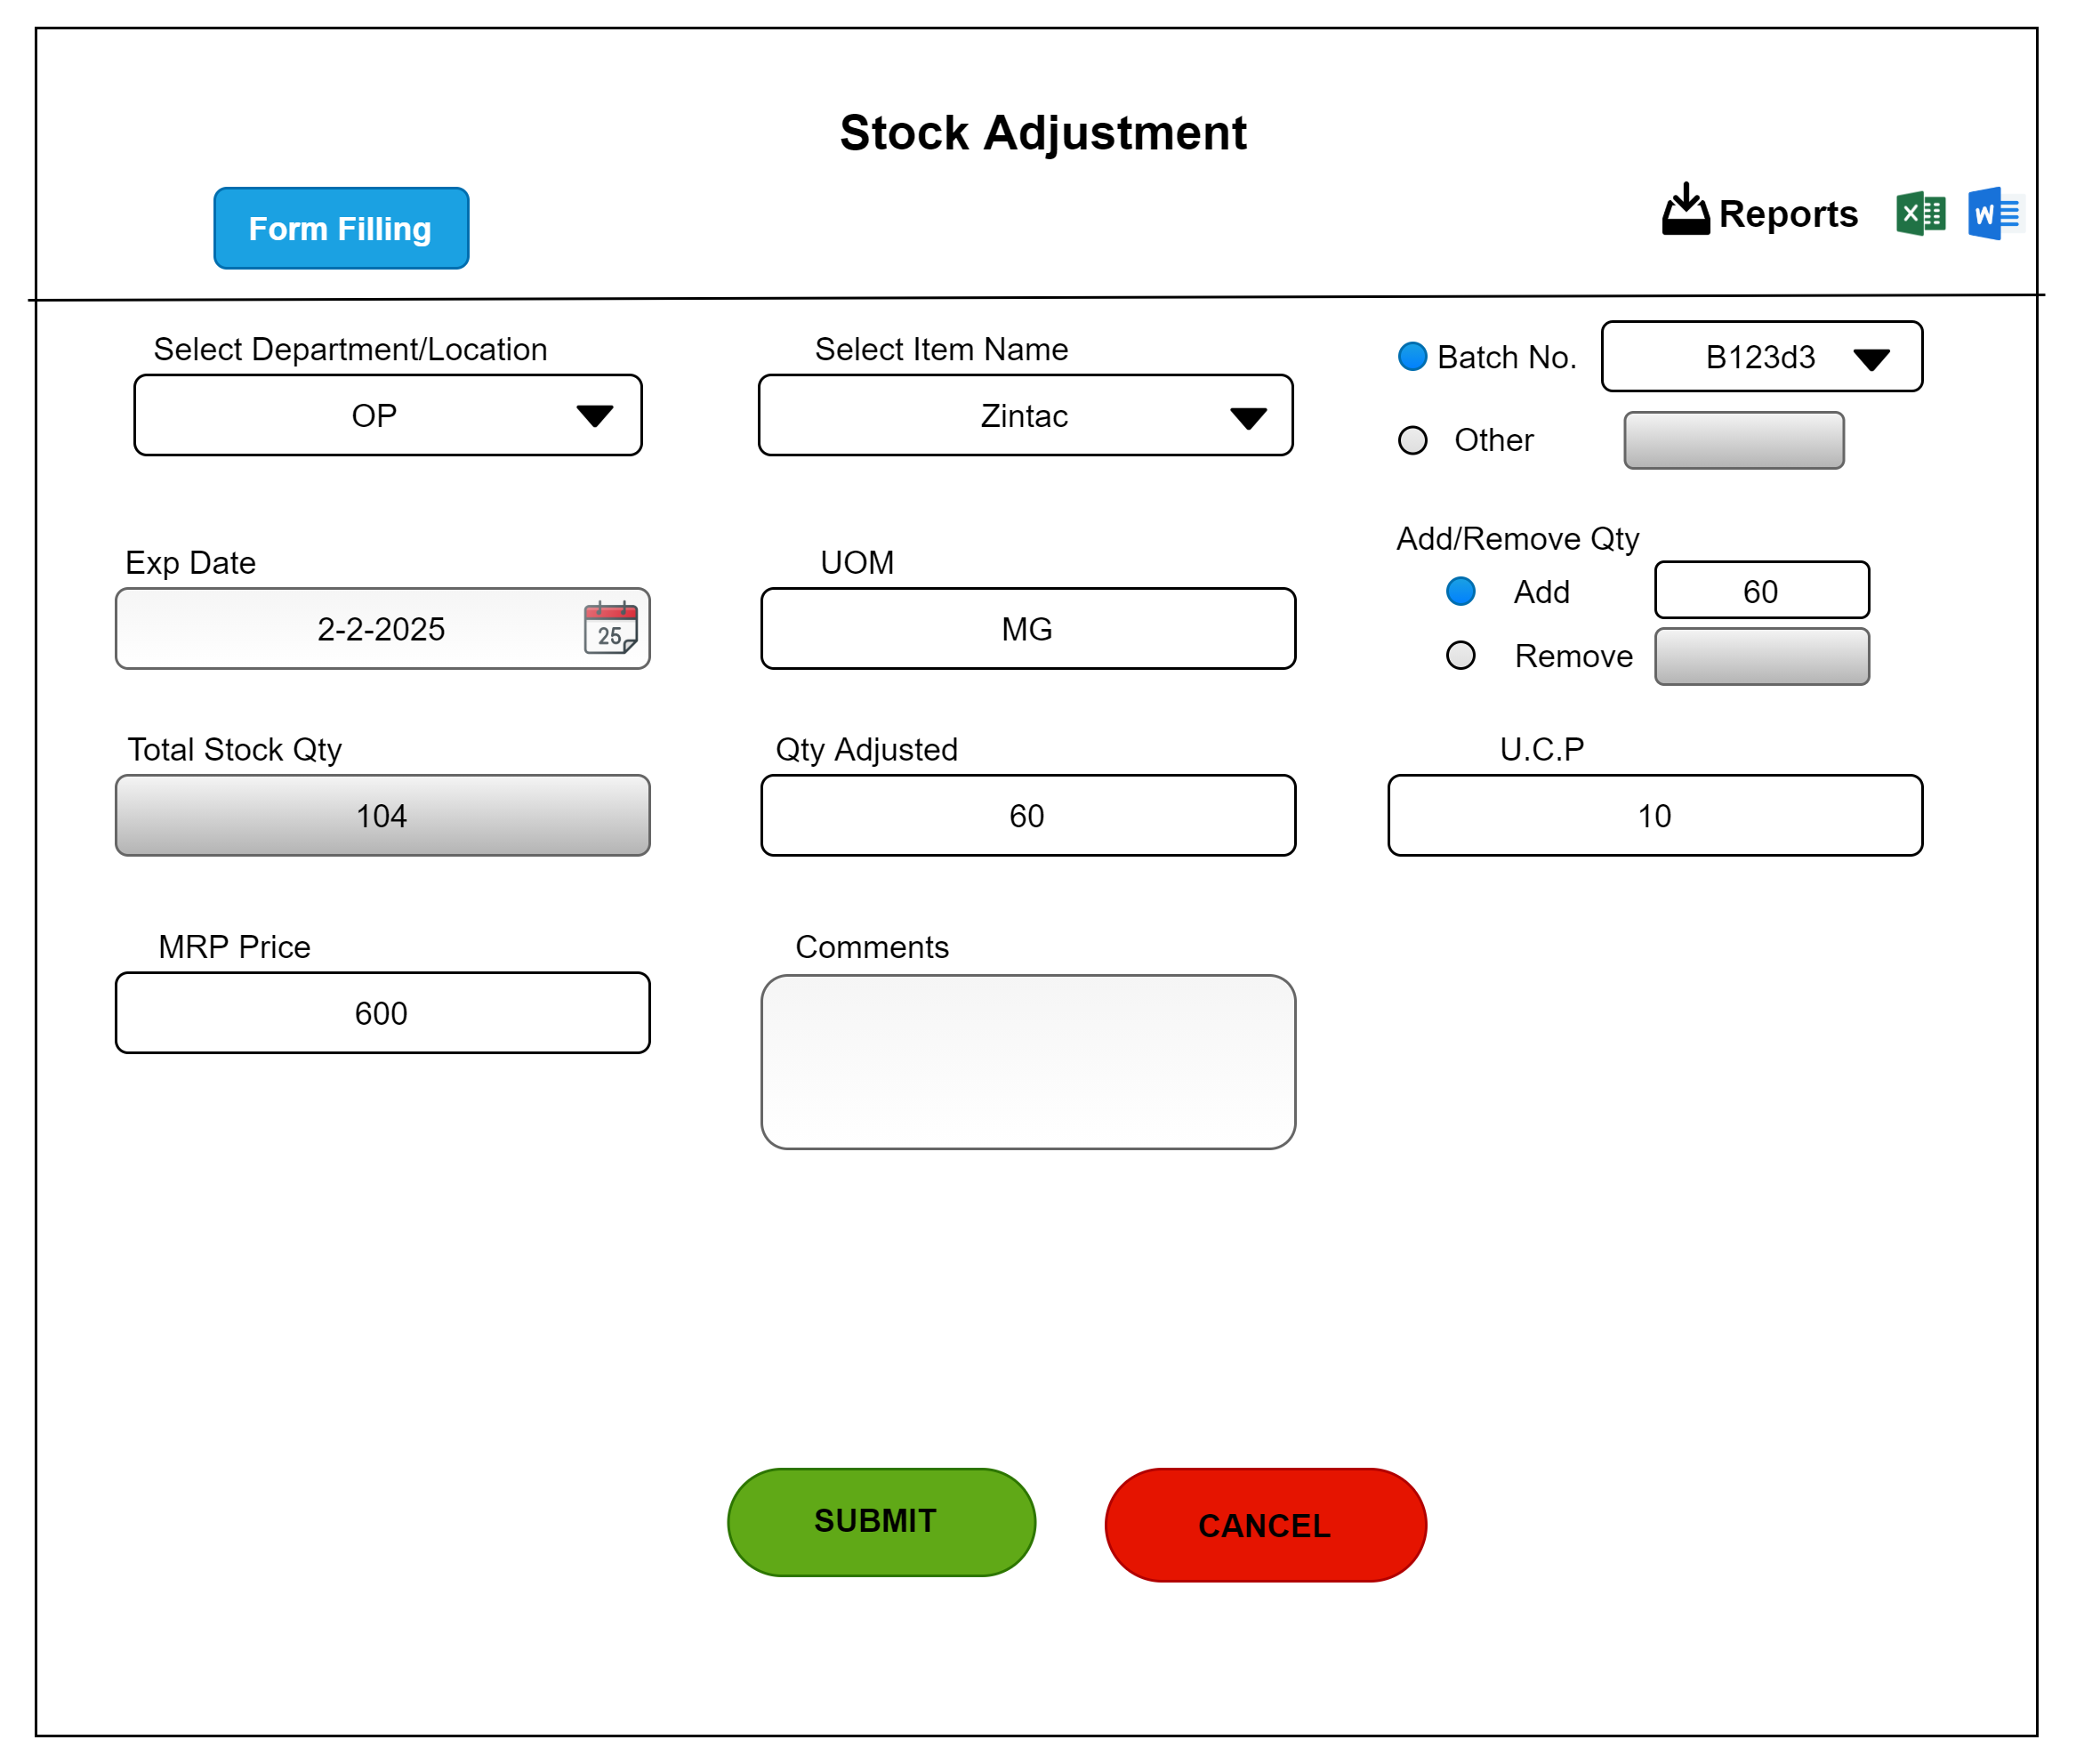 Stock Adjustment
Form Filling
Reports
X
W
Select Department/Location
Select Item Name
Batch No.
B123d3
OP
Zintac
Other
Add/Remove Qty
Exp Date
UOM
Add
60
2-2-2025
25
MG
Remove
Total Stock Qty
Qty Adjusted
U.C.P
104
60
10
MRP Price
Comments
600
SUBMIT
CANCEL